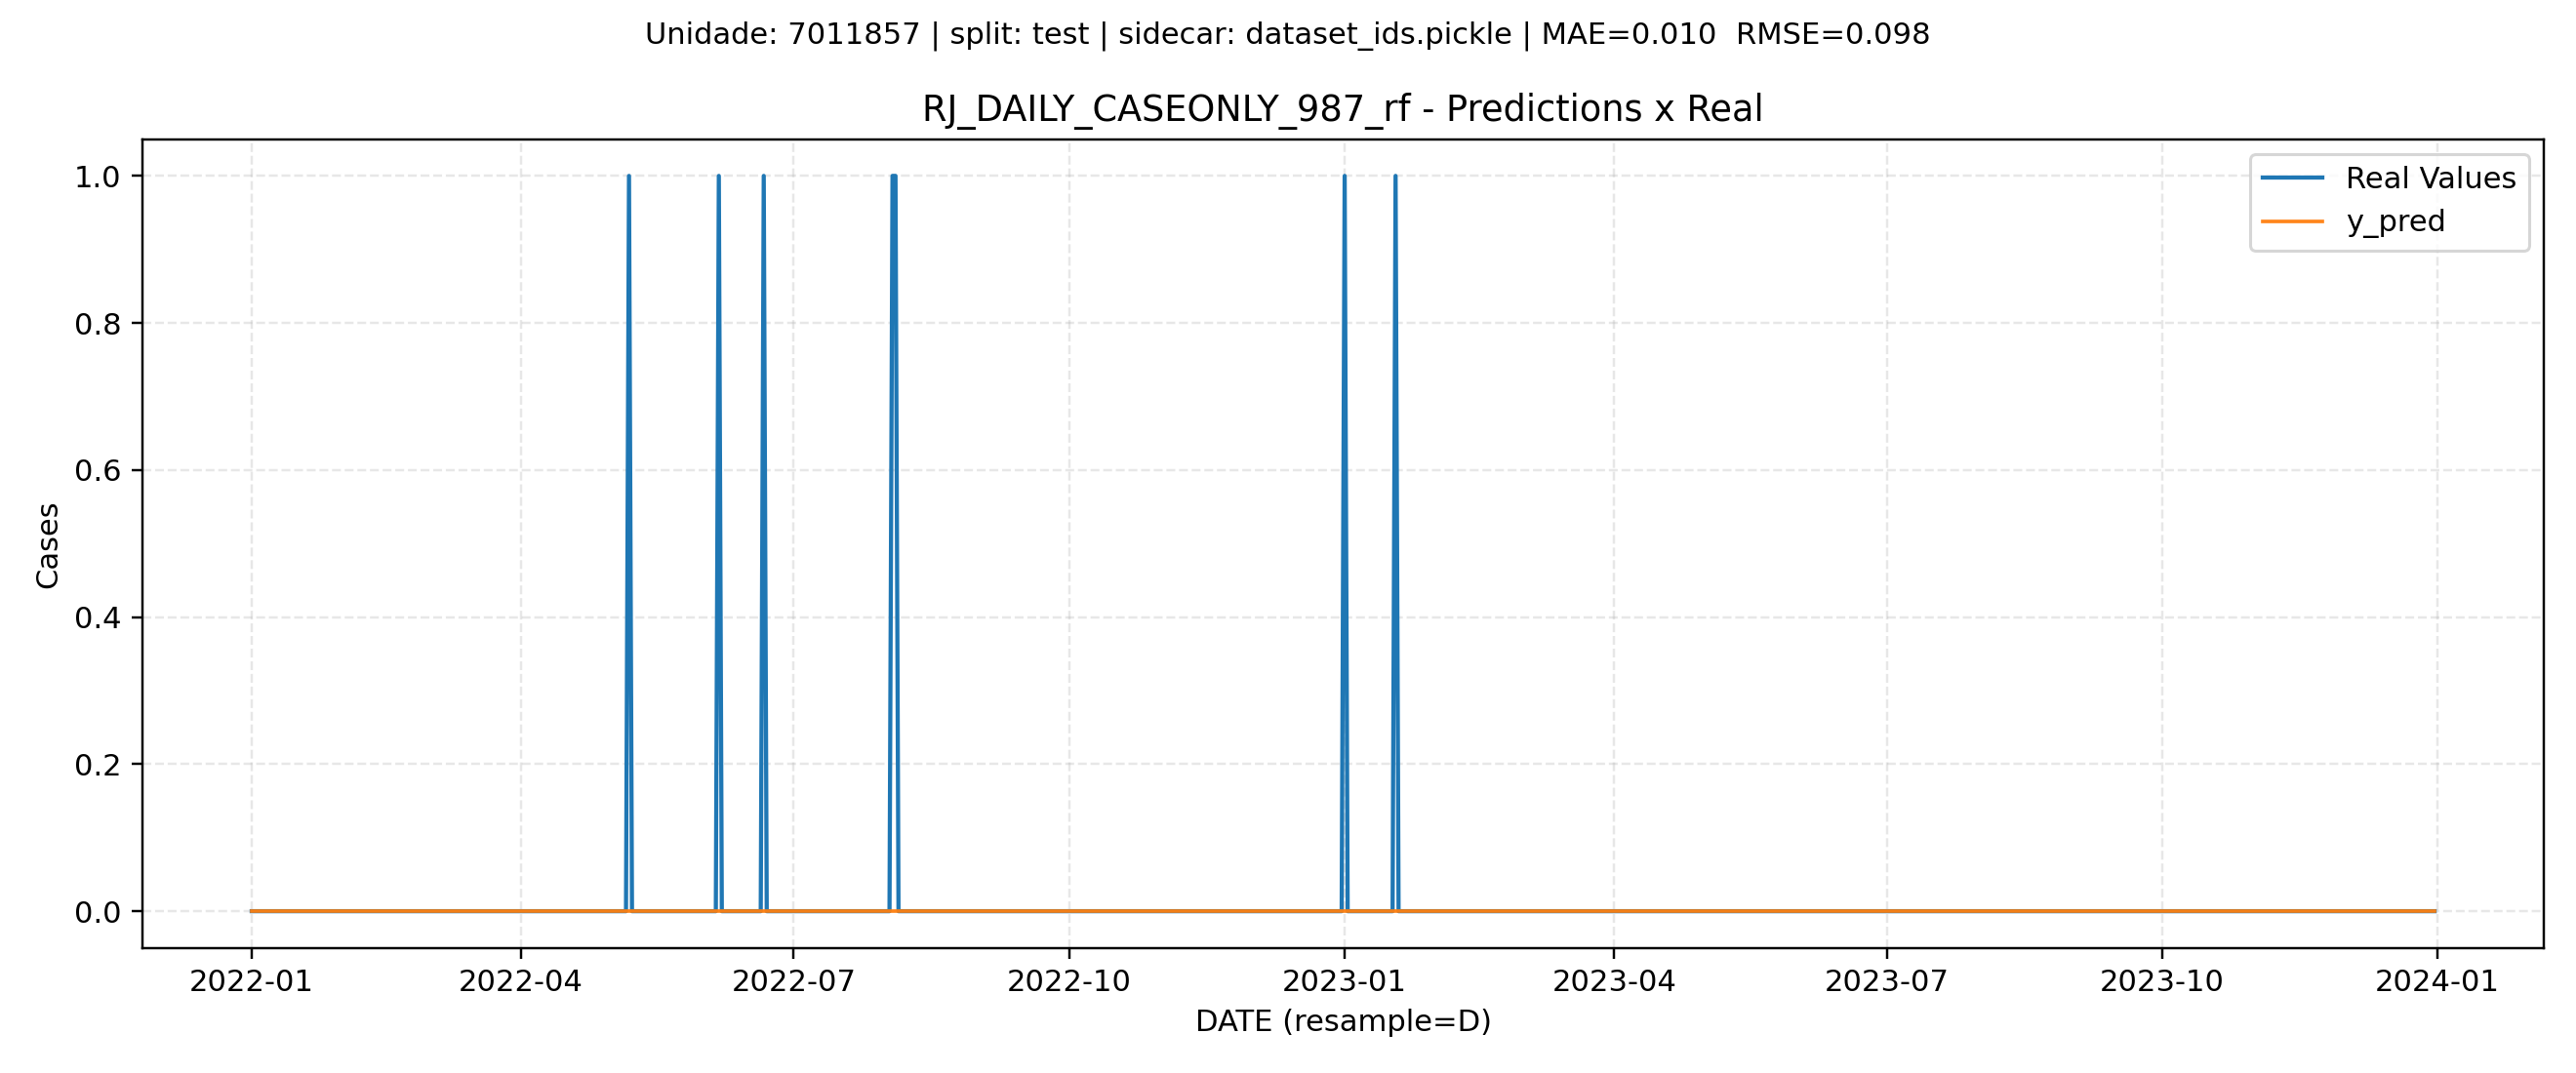 Unidade: 7011857 | split: test | sidecar: dataset_ids.pickle | MAE=0.010  RMSE=0.098
RJ_DAILY_CASEONLY_987_rf - Predictions x Real
Real Values
y_pred
1.0
0.8
0.6
0.4
0.2
0.0
Cases
2022-01 2022-04 2022-07 2022-10 2023-01 2023-04 2023-07 2023-10 2024-01
DATE (resample=D)